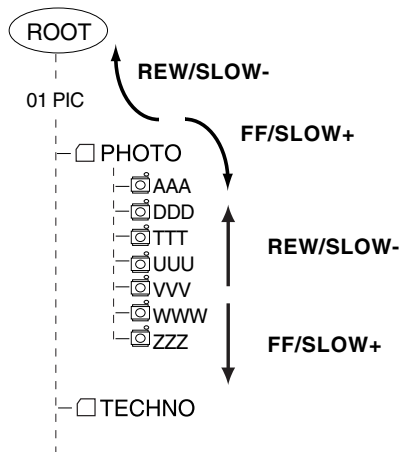 ROOT
REW/SLOW-
01 PIC
FF/SLOW+
PHOTO
AAA
DDD
TTT
REW/SLOW-
UUU
VVV
WWW
ZZZ
FF/SLOW+
TECHNO